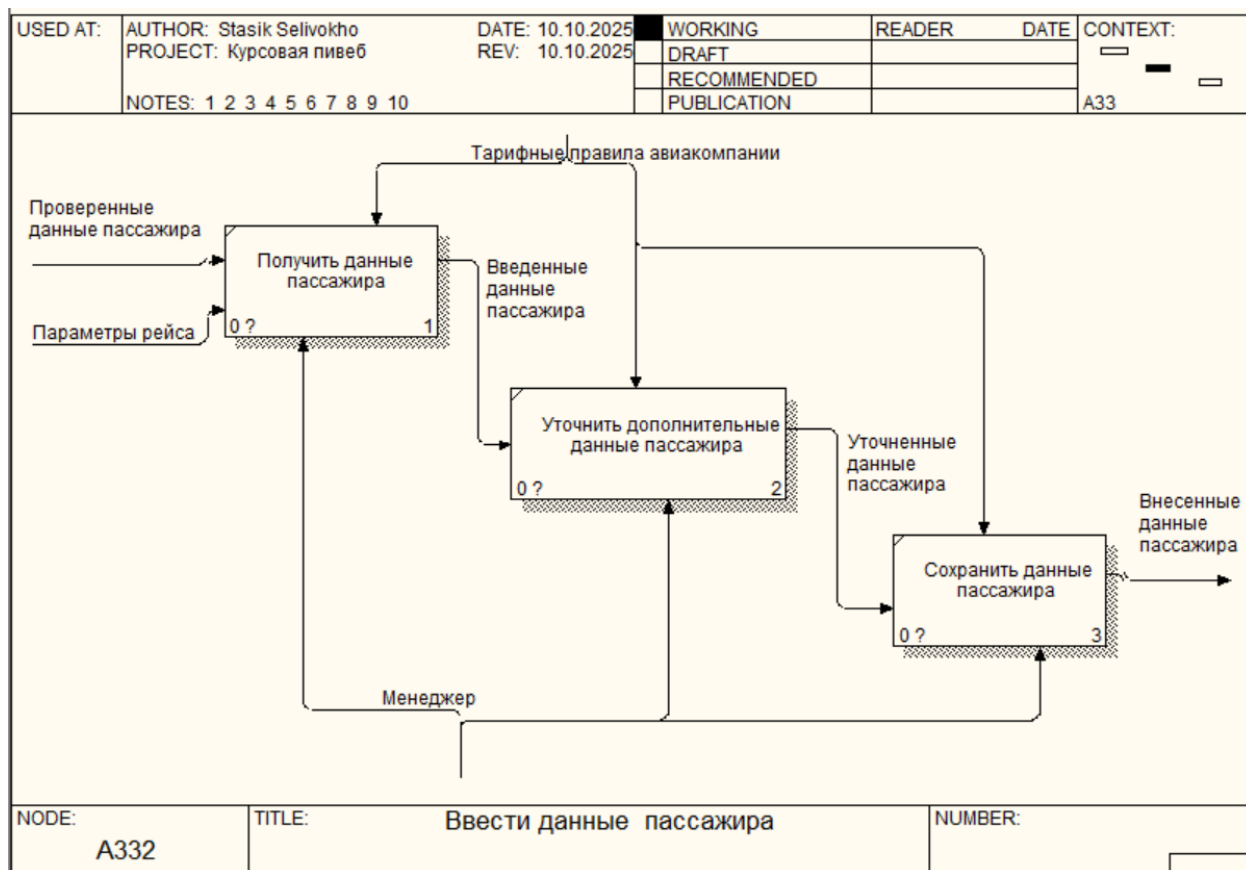 USED AT:
AUTHOR: Stasik Selivokho
DATE: 10.10.2025
PROJECT: Курсовая пивеб
REV: 10.10.2025
NOTES: 1 2 3 4 5 6 7 8 9 10
WORKING
DRAFT
RECOMMENDED
PUBLICATION
READER
DATE
CONTEXT:
A33
Тарифные правила авиакомпании
Проверенные
данные пассажира
Параметры рейса
Получить данные
пассажира
0 ?
1
Введенные
данные
пассажира
Уточнить дополнительные
данные пассажира
0 ?
2
Уточненные
данные
пассажира
Сохранить данные
пассажира
0 ?
3
Внесенные
данные
пассажира
Менеджер
NODE:
A332
TITLE:
Ввести данные пассажира
NUMBER: